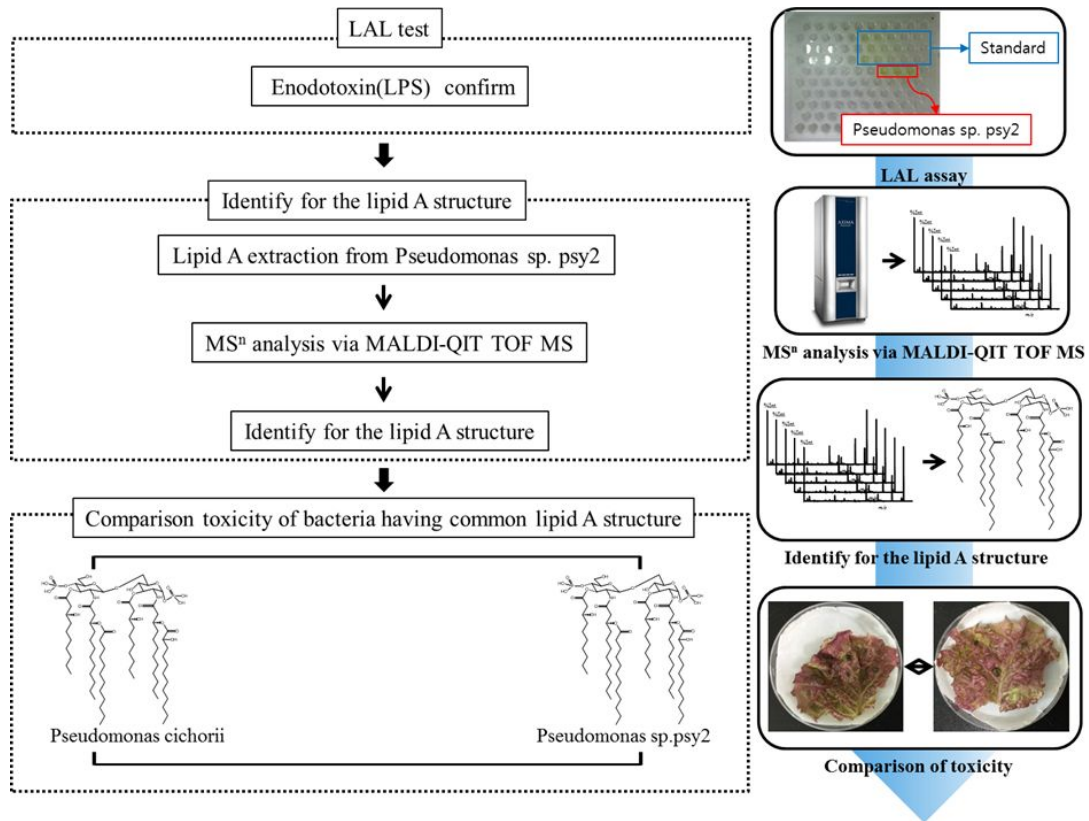 LAL test
Enodotoxin(LPS) confirm
Identify for the lipid A structure
Lipid A extraction from Pseudomonas sp. psy2
MSⁿ analysis via MALDI-QIT TOF MS
Identify for the lipid A structure
Comparison toxicity of bacteria having common lipid A structure
Pseudomonas cichorii
Pseudomonas sp.psy2
Standard
Pseudomonas sp. psy2
LAL assay
MSⁿ analysis via MALDI-QIT TOF MS
Identify for the lipid A structure
Comparison of toxicity